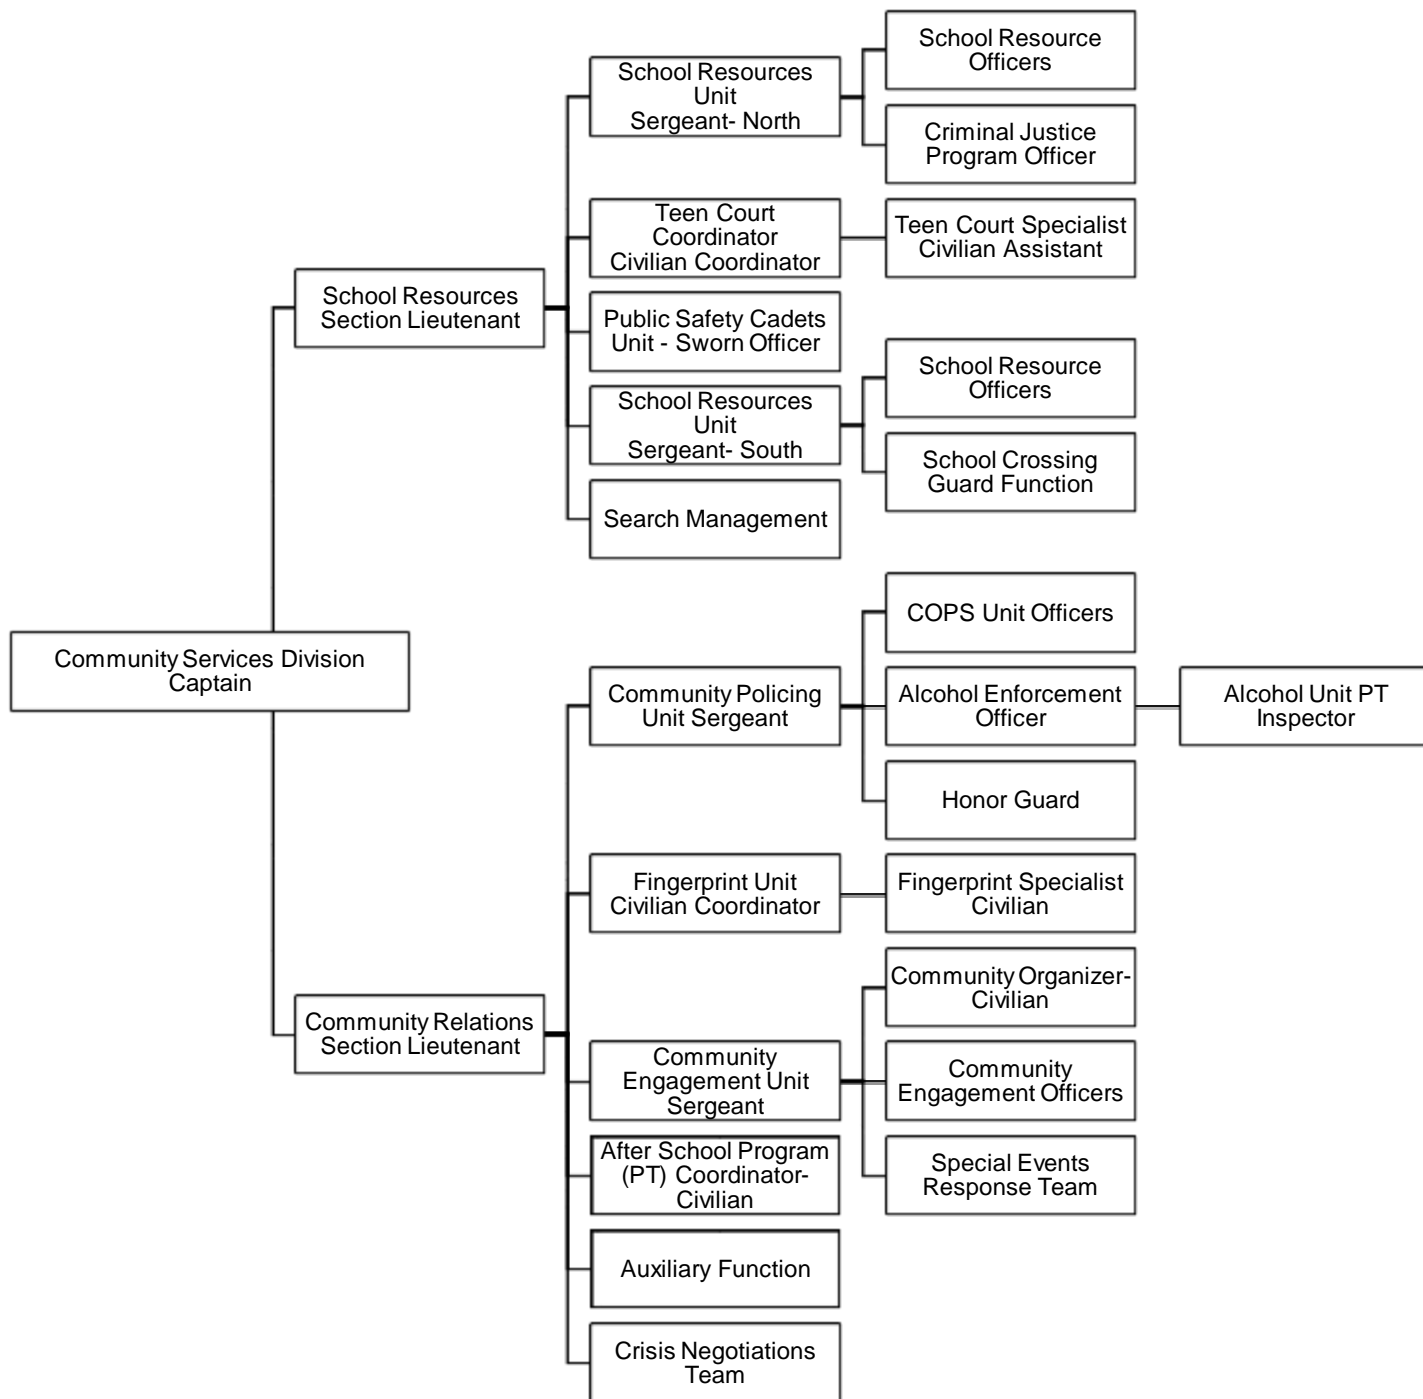 School Resource
Officers
School Resources
Unit
Sergeant- North
Criminal Justice
Program Officer
Teen Court
Coordinator
Civilian Coordinator
Teen Court Specialist
Civilian Assistant
School Resources
Section Lieutenant
Public Safety Cadets
Unit - Sworn Officer
School Resource
Officers
School Resources
Unit
Sergeant- South
School Crossing
Guard Function
Search Management
COPS Unit Officers
Community Services Division
Captain
Community Policing
Unit Sergeant
Alcohol Enforcement
Officer
Alcohol Unit PT
Inspector
Honor Guard
Fingerprint Unit
Civilian Coordinator
Fingerprint Specialist
Civilian
Community Organizer-
Civilian
Community Relations
Section Lieutenant
Community
Engagement Unit
Sergeant
Community
Engagement Officers
After School Program
(PT) Coordinator-
Civilian
Special Events
Response Team
Auxiliary Function
Crisis Negotiations
Team